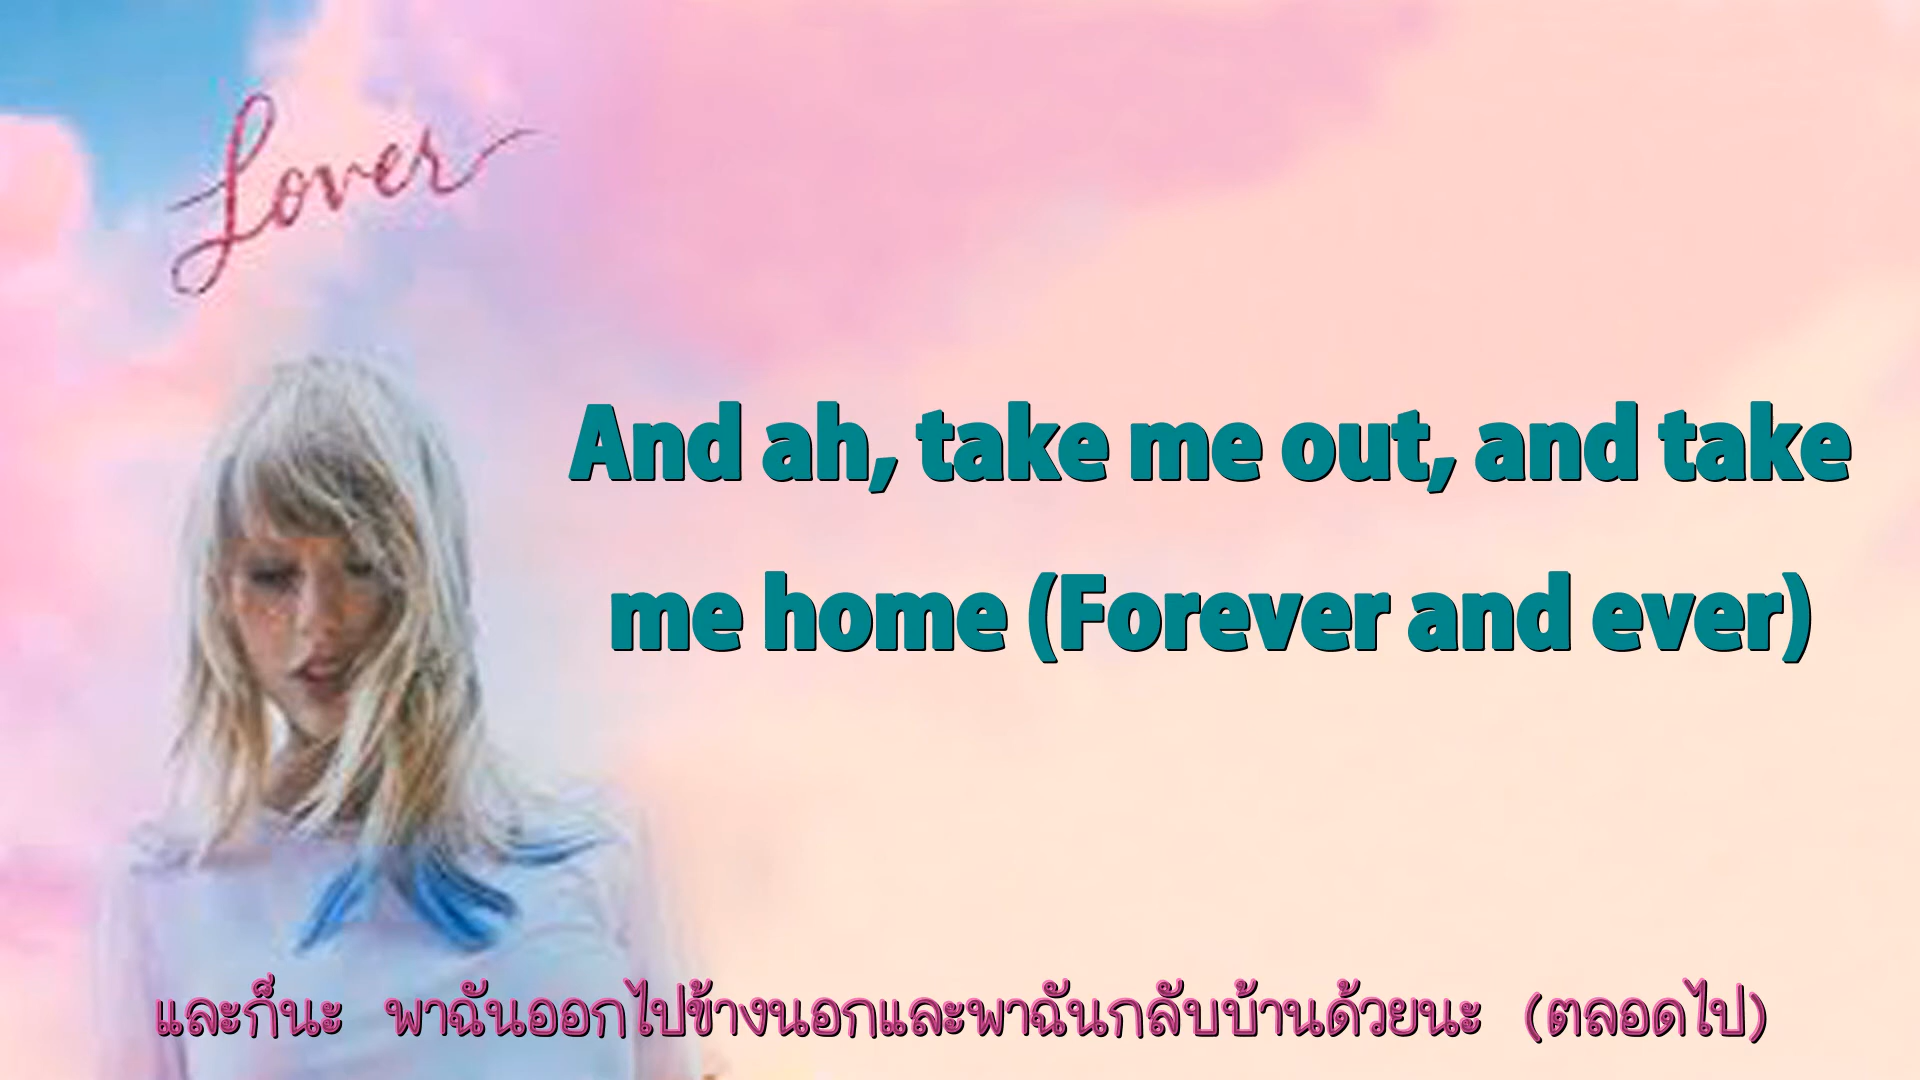 Lover
And ah, take me out, and take
me home (Forever and ever)
และก็นะ พาฉันออกไปข้างนอกและพาฉันกลับบ้านด้วยนะ (ตลอดไป)